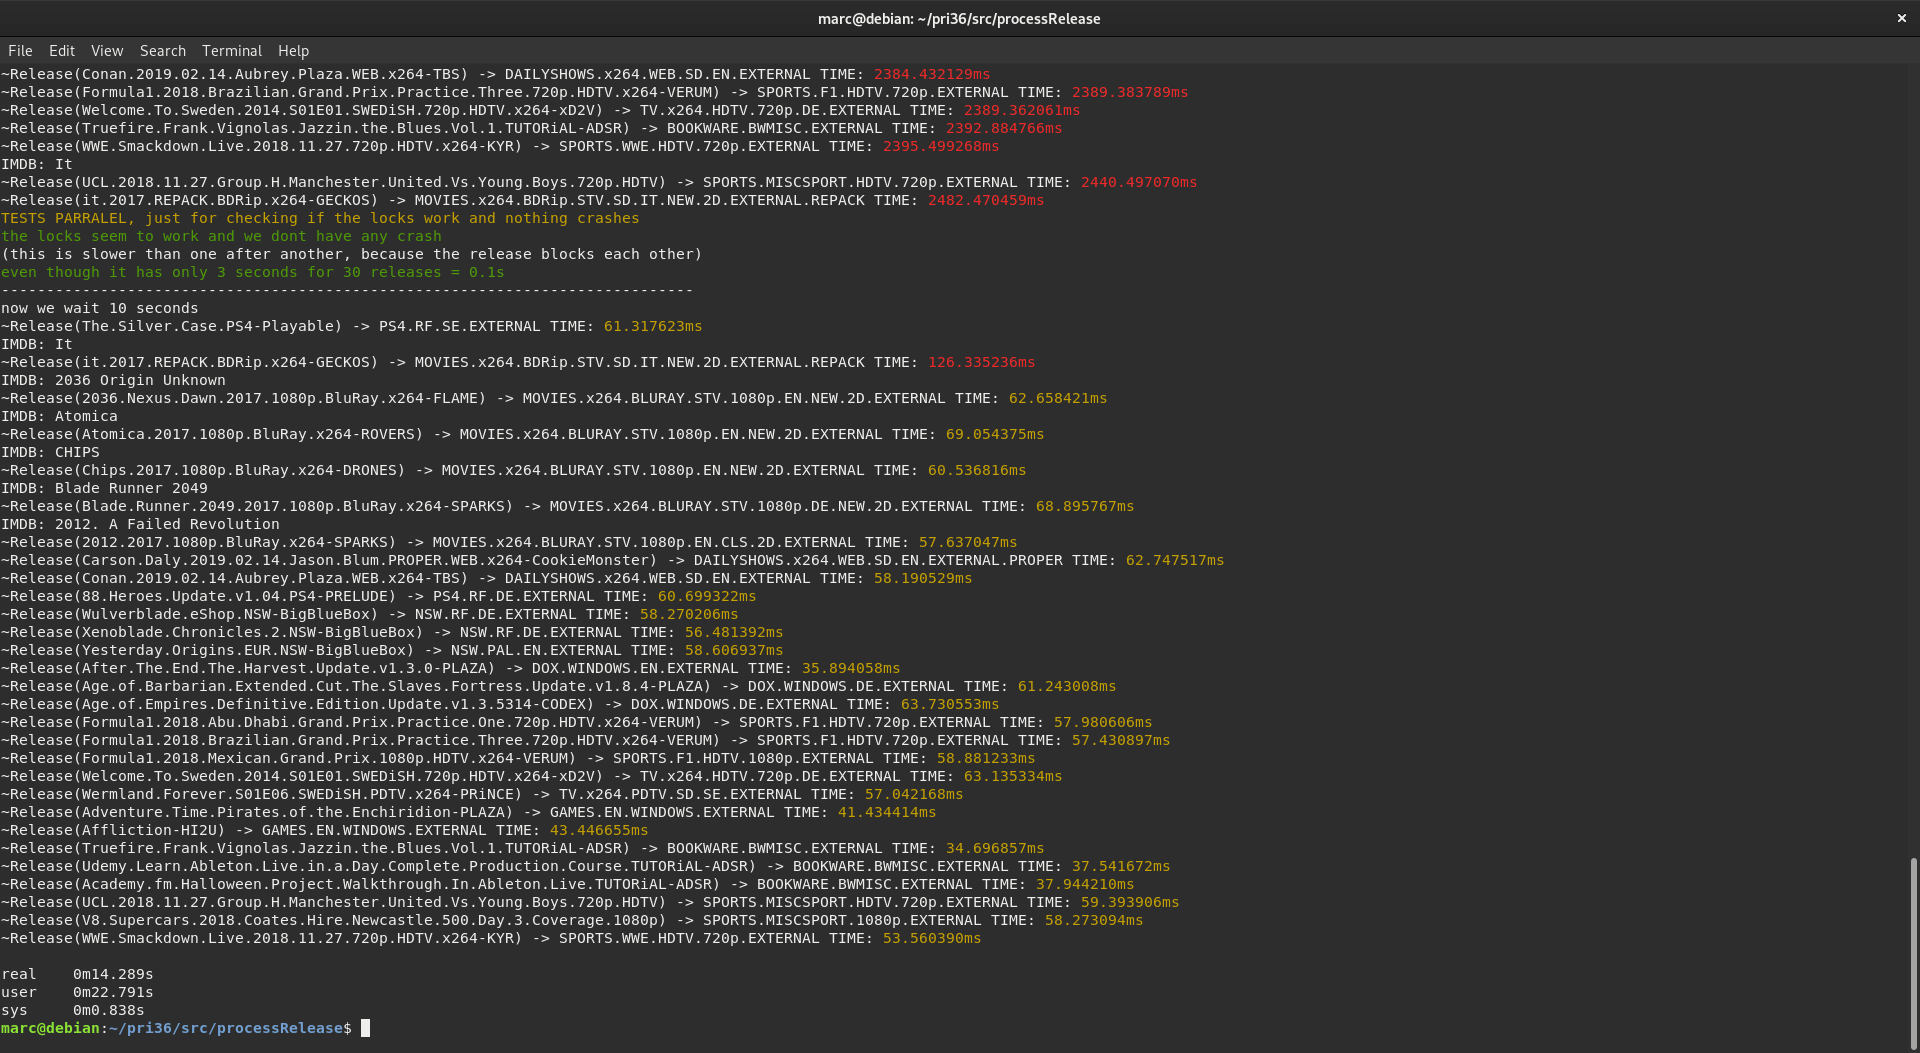 marc@debian: ~/pri36/src/processRelease ×
File Edit View Search Terminal Help
~Release(Conan.2019.02.14.Aubrey.Plaza.WEB.x264-TBS) -> DAILYSHOWS.x264.WEB.SD.EN.EXTERNAL TIME: 2384.432129ms
~Release(Formula1.2018.Brazilian.Grand.Prix.Practice.Three.720p.HDTV.x264-VERUM) -> SPORTS.F1.HDTV.720p.EXTERNAL TIME: 2389.383789ms
~Release(Welcome.To.Sweden.2014.S01E01.SWEDiSH.720p.HDTV.x264-xD2V) -> TV.x264.HDTV.720p.DE.EXTERNAL TIME: 2389.362061ms
~Release(Truefire.Frank.Vignolas.Jazzin.the.Blues.Vol.1.TUTORiAL-ADSR) -> BOOKWARE.BWMISC.EXTERNAL TIME: 2392.884766ms
~Release(WWE.Smackdown.Live.2018.11.27.720p.HDTV.x264-KYR) -> SPORTS.WWE.HDTV.720p.EXTERNAL TIME: 2395.499268ms
IMDB: It
~Release(UCL.2018.11.27.Group.H.Manchester.United.Vs.Young.Boys.720p.HDTV) -> SPORTS.MISCSPORT.HDTV.720p.EXTERNAL TIME: 2440.497070ms
~Release(it.2017.REPACK.BDRip.x264-GECKOS) -> MOVIES.x264.BDRip.STV.SD.IT.NEW.2D.EXTERNAL.REPACK TIME: 2482.470459ms
TESTS PARRALEL, just for checking if the locks work and nothing crashes
the locks seem to work and we dont have any crash
(this is slower than one after another, because the release blocks each other)
even though it has only 3 seconds for 30 releases = 0.1s
-----------------------------------------------------------------------------
now we wait 10 seconds
~Release(The.Silver.Case.PS4-Playable) -> PS4.RF.SE.EXTERNAL TIME: 61.317623ms
IMDB: It
~Release(it.2017.REPACK.BDRip.x264-GECKOS) -> MOVIES.x264.BDRip.STV.SD.IT.NEW.2D.EXTERNAL.REPACK TIME: 126.335236ms
IMDB: 2036 Origin Unknown
~Release(2036.Nexus.Dawn.2017.1080p.BluRay.x264-FLAME) -> MOVIES.x264.BLURAY.STV.1080p.EN.NEW.2D.EXTERNAL TIME: 62.658421ms
IMDB: Atomica
~Release(Atomica.2017.1080p.BluRay.x264-ROVERS) -> MOVIES.x264.BLURAY.STV.1080p.EN.NEW.2D.EXTERNAL TIME: 69.054375ms
IMDB: CHIPS
~Release(Chips.2017.1080p.BluRay.x264-DRONES) -> MOVIES.x264.BLURAY.STV.1080p.EN.NEW.2D.EXTERNAL TIME: 60.536816ms
IMDB: Blade Runner 2049
~Release(Blade.Runner.2049.2017.1080p.BluRay.x264-SPARKS) -> MOVIES.x264.BLURAY.STV.1080p.DE.NEW.2D.EXTERNAL TIME: 68.895767ms
IMDB: 2012. A Failed Revolution
~Release(2012.2017.1080p.BluRay.x264-SPARKS) -> MOVIES.x264.BLURAY.STV.1080p.EN.CLS.2D.EXTERNAL TIME: 57.637047ms
~Release(Carson.Daly.2019.02.14.Jason.Blum.PROPER.WEB.x264-CookieMonster) -> DAILYSHOWS.x264.WEB.SD.EN.EXTERNAL.PROPER TIME: 62.747517ms
~Release(Conan.2019.02.14.Aubrey.Plaza.WEB.x264-TBS) -> DAILYSHOWS.x264.WEB.SD.EN.EXTERNAL TIME: 58.190529ms
~Release(88.Heroes.Update.v1.04.PS4-PRELUDE) -> PS4.RF.DE.EXTERNAL TIME: 60.699322ms
~Release(Wulverblade.eShop.NSW-BigBlueBox) -> NSW.RF.DE.EXTERNAL TIME: 58.270206ms
~Release(Xenoblade.Chronicles.2.NSW-BigBlueBox) -> NSW.RF.DE.EXTERNAL TIME: 56.481392ms
~Release(Yesterday.Origins.EUR.NSW-BigBlueBox) -> NSW.PAL.EN.EXTERNAL TIME: 58.606937ms
~Release(After.The.End.The.Harvest.Update.v1.3.0-PLAZA) -> DOX.WINDOWS.EN.EXTERNAL TIME: 35.894058ms
~Release(Age.of.Barbarian.Extended.Cut.The.Slaves.Fortress.Update.v1.8.4-PLAZA) -> DOX.WINDOWS.DE.EXTERNAL TIME: 61.243008ms
~Release(Age.of.Empires.Definitive.Edition.Update.v1.3.5314-CODEX) -> DOX.WINDOWS.DE.EXTERNAL TIME: 63.730553ms
~Release(Formula1.2018.Abu.Dhabi.Grand.Prix.Practice.One.720p.HDTV.x264-VERUM) -> SPORTS.F1.HDTV.720p.EXTERNAL TIME: 57.980606ms
~Release(Formula1.2018.Brazilian.Grand.Prix.Practice.Three.720p.HDTV.x264-VERUM) -> SPORTS.F1.HDTV.720p.EXTERNAL TIME: 57.430897ms
~Release(Formula1.2018.Mexican.Grand.Prix.1080p.HDTV.x264-VERUM) -> SPORTS.F1.HDTV.1080p.EXTERNAL TIME: 58.881233ms
~Release(Welcome.To.Sweden.2014.S01E01.SWEDiSH.720p.HDTV.x264-xD2V) -> TV.x264.HDTV.720p.DE.EXTERNAL TIME: 63.135334ms
~Release(Wermland.Forever.S01E06.SWEDiSH.PDTV.x264-PRiNCE) -> TV.x264.PDTV.SD.SE.EXTERNAL TIME: 57.042168ms
~Release(Adventure.Time.Pirates.of.the.Enchiridion-PLAZA) -> GAMES.EN.WINDOWS.EXTERNAL TIME: 41.434414ms
~Release(Affliction-HI2U) -> GAMES.EN.WINDOWS.EXTERNAL TIME: 43.446655ms
~Release(Truefire.Frank.Vignolas.Jazzin.the.Blues.Vol.1.TUTORiAL-ADSR) -> BOOKWARE.BWMISC.EXTERNAL TIME: 34.696857ms
~Release(Udemy.Learn.Ableton.Live.in.a.Day.Complete.Production.Course.TUTORiAL-ADSR) -> BOOKWARE.BWMISC.EXTERNAL TIME: 37.541672ms
~Release(Academy.fm.Halloween.Project.Walkthrough.In.Ableton.Live.TUTORiAL-ADSR) -> BOOKWARE.BWMISC.EXTERNAL TIME: 37.944210ms
~Release(UCL.2018.11.27.Group.H.Manchester.United.Vs.Young.Boys.720p.HDTV) -> SPORTS.MISCSPORT.HDTV.720p.EXTERNAL TIME: 59.393906ms
~Release(V8.Supercars.2018.Coates.Hire.Newcastle.500.Day.3.Coverage.1080p) -> SPORTS.MISCSPORT.1080p.EXTERNAL TIME: 58.273094ms
~Release(WWE.Smackdown.Live.2018.11.27.720p.HDTV.x264-KYR) -> SPORTS.WWE.HDTV.720p.EXTERNAL TIME: 53.560390ms
real 0m14.289s
user 0m22.791s
sys 0m0.838s
marc@debian:~/pri36/src/processRelease$